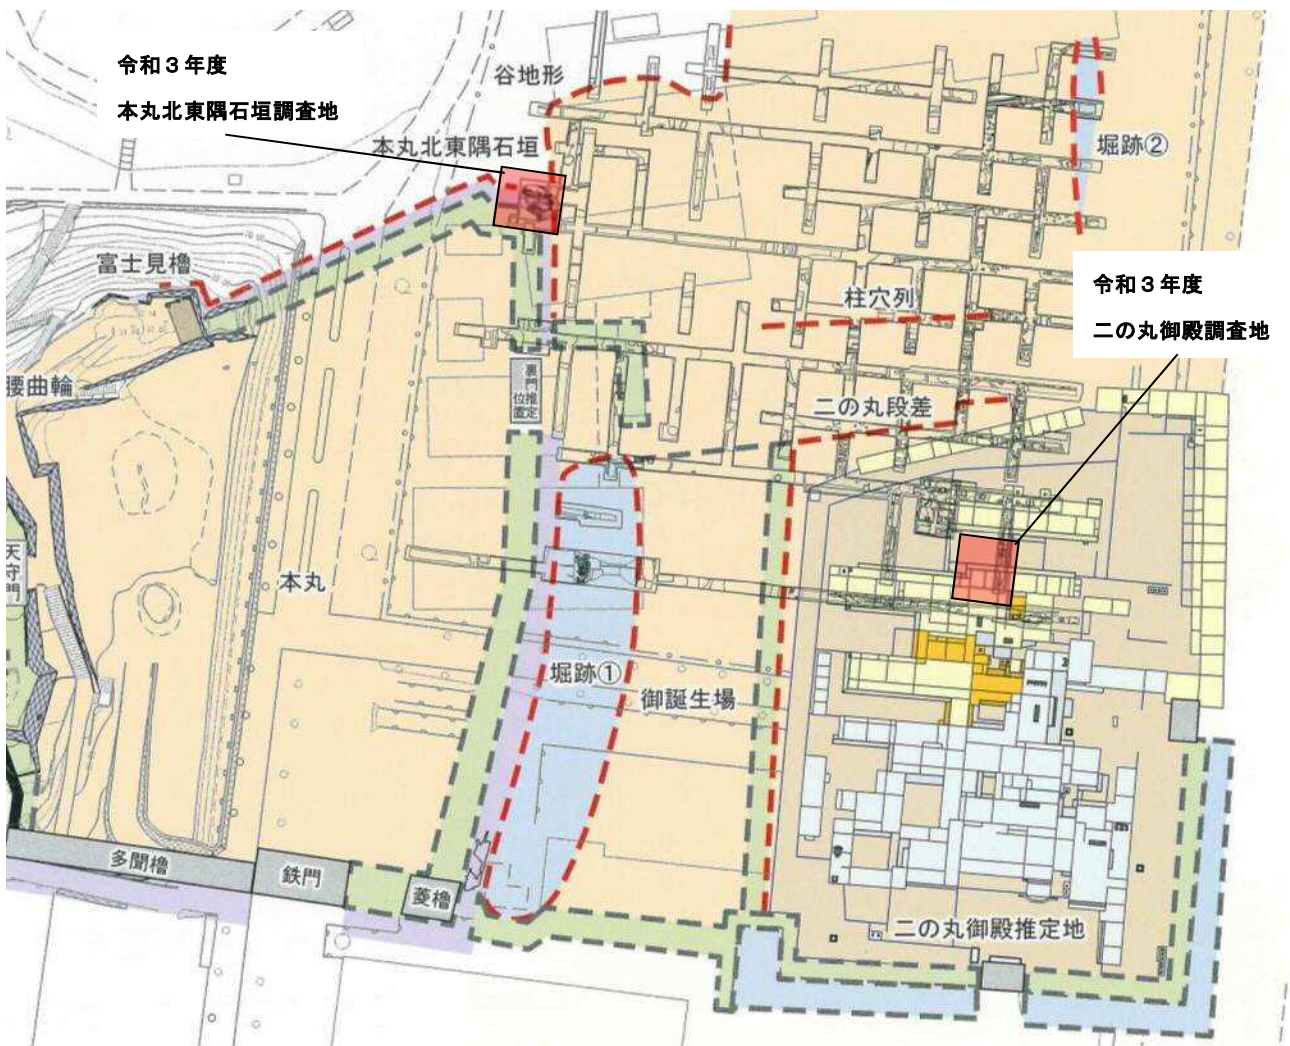 令和３年度
本丸北東隅石垣調査地
谷地形
本丸北東隅石垣
堀跡②
富士見櫓
令和３年度
二の丸御殿調査地
柱穴列
腰曲輪
裏門推定位置
二の丸段差
天守門
本丸
堀跡①
御誕生場
多聞櫓
鉄門
菱櫓
二の丸御殿推定地